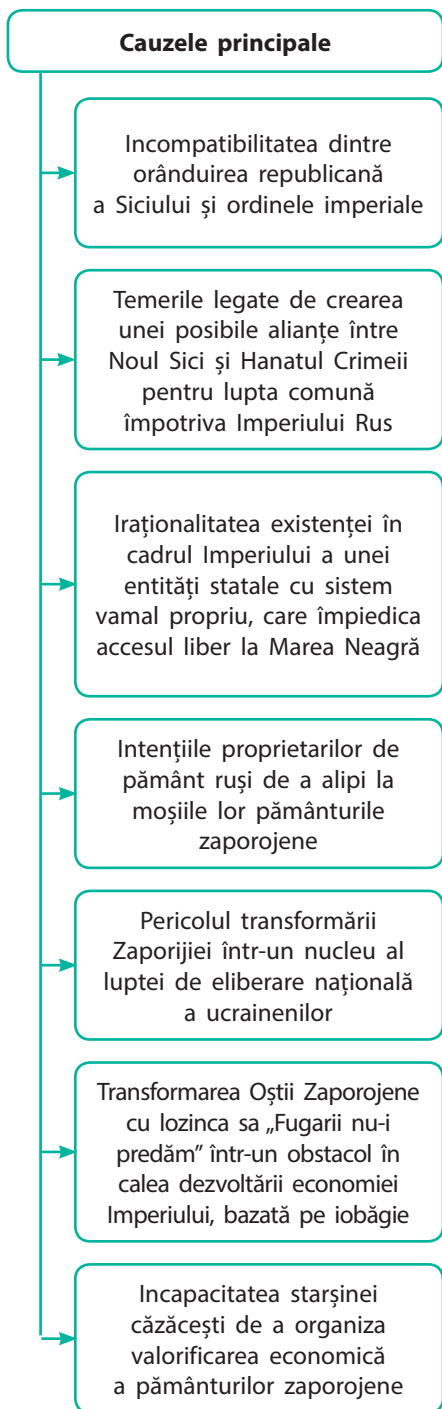 Cauzele principale
Incompatibilitatea dintre
orânduirea republicană
a Siciului și ordinele imperiale
Temerile legate de crearea
unei posibile alianțe între
Noul Sici și Hanatul Crimeii
pentru lupta comună
împotriva Imperiului Rus
Iraționalitatea existenței în
cadrul Imperiului a unei
entități statale cu sistem
vamal propriu, care împiedica
accesul liber la Marea Neagră
Intențiile proprietarilor de
pământ ruși de a alipi la
moșiile lor pământurile
zaporojene
Pericolul transformării
Zaporijiei într-un nucleu al
luptei de eliberare națională
a ucrainenilor
Transformarea Oștii Zaporojene
cu lozinca sa „Fugarii nu-i
predăm” într-un obstacol în
calea dezvoltării economiei
Imperiului, bazată pe iobăgie
Incapacitatea starșinei
căzăcești de a organiza
valorificarea economică
a pământurilor zaporojene